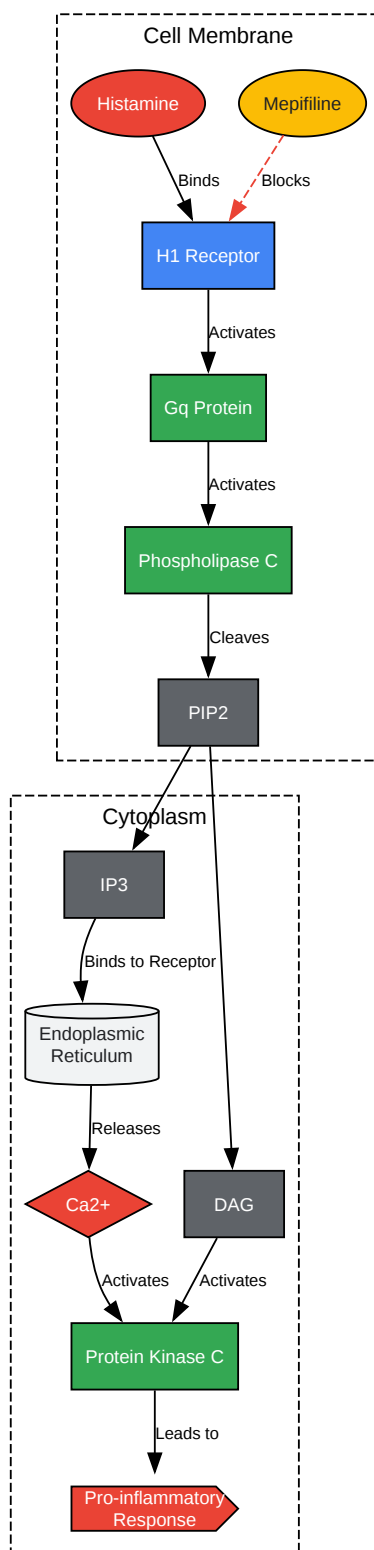 Cell Membrane
Histamine
Mepifiline
Binds
Blocks
H1 Receptor
Activates
Gq Protein
Activates
Phospholipase C
Cleaves
PIP2
Cytoplasm
IP3
Binds to Receptor
Endoplasmic
Reticulum
Releases
Ca2+
DAG
Activates
Activates
Protein Kinase C
Leads to
Pro-inflammatory
Response